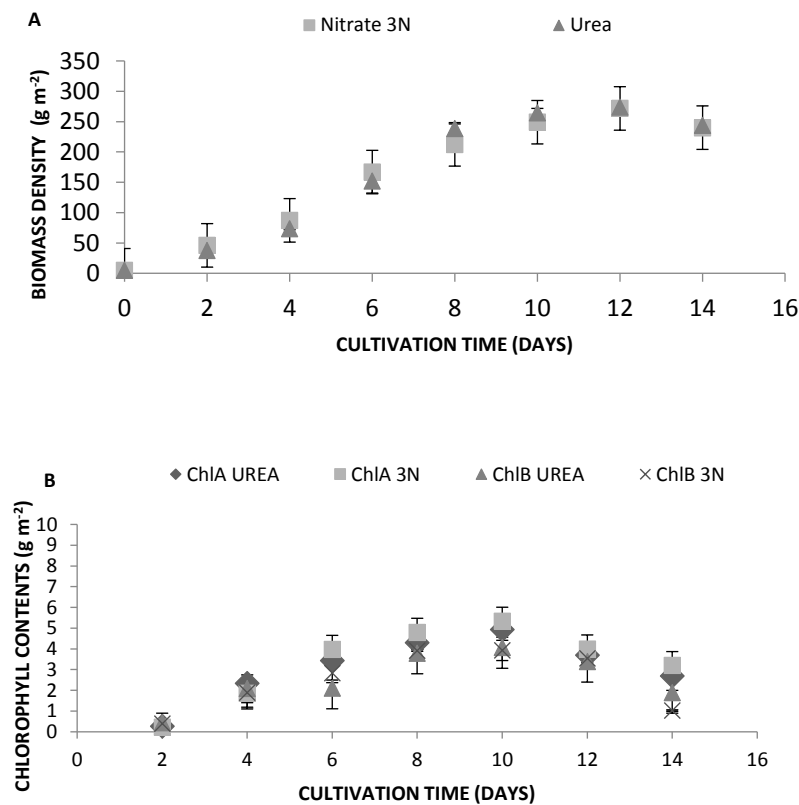 A
Nitrate 3N Urea
350
300
250
200
150
100
50
0
BIOMASS DENSITY (g m⁻²)
0 2 4 6 8 10 12 14 16
CULTIVATION TIME (DAYS)
B
ChlA UREA ChlA 3N ChlB UREA ChlB 3N
10
9
8
7
6
5
4
3
2
1
0
CHLOROPHYLL CONTENTS (g m⁻²)
0 2 4 6 8 10 12 14 16
CULTIVATION TIME (DAYS)